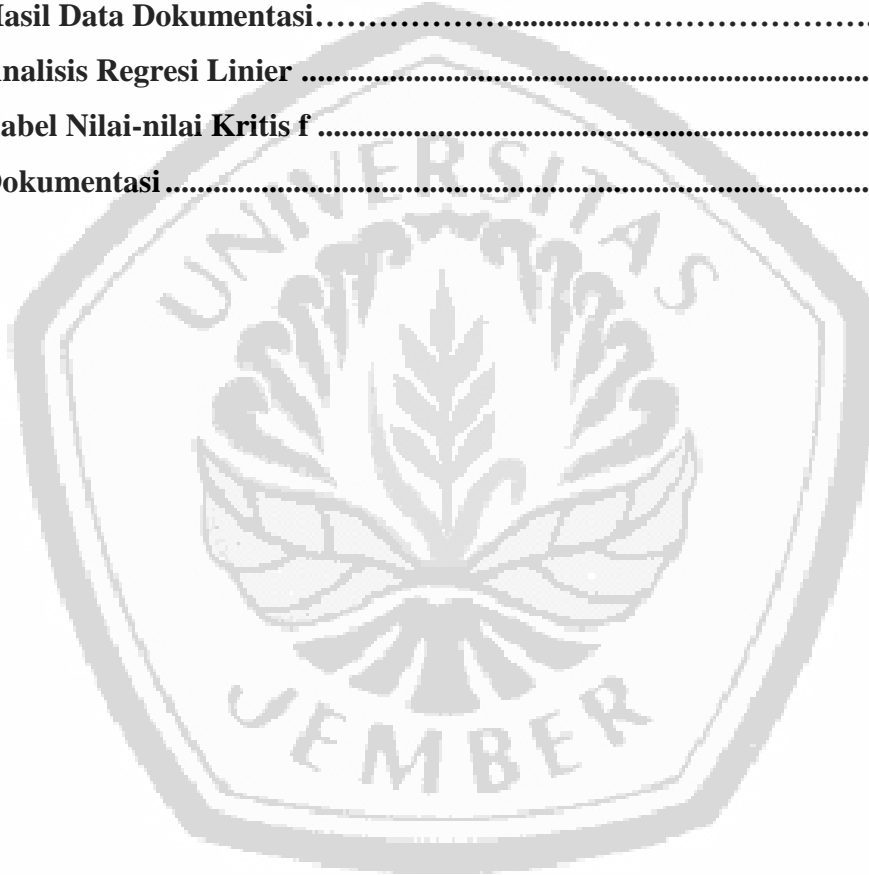 Hasil Data Dokumentasi……………….............……………………
Analisis Regresi Linier ..........................................................................
Tabel Nilai-nilai Kritis f .......................................................................
Dokumentasi ..............................................................................................
UNIVERSITAS
JEMBER